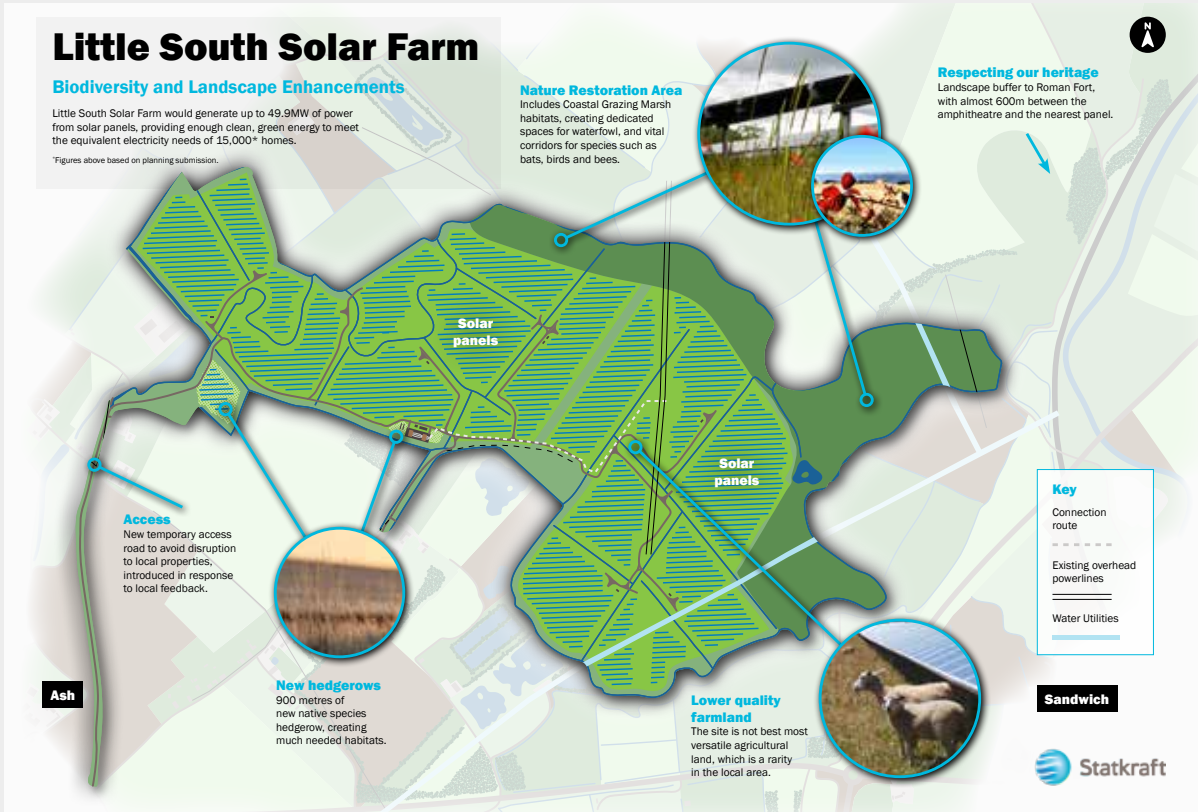 Little South Solar Farm
Biodiversity and Landscape Enhancements
Little South Solar Farm would generate up to 49.9MW of power
from solar panels, providing enough clean, green energy to meet
the equivalent electricity needs of 15,000* homes.
*Figures above based on planning submission.
Nature Restoration Area
Includes Coastal Grazing Marsh
habitats, creating dedicated
spaces for waterfowl, and vital
corridors for species such as
bats, birds and bees.
Respecting our heritage
Landscape buffer to Roman Fort,
with almost 600m between the
amphitheatre and the nearest panel.
N
Solar
panels
Solar
panels
Access
New temporary access
road to avoid disruption
to local properties,
introduced in response
to local feedback.
Key
Connection
route
Existing overhead
powerlines
Water Utilities
Ash
New hedgerows
900 metres of
new native species
hedgerow, creating
much needed habitats.
Lower quality
farmland
The site is not best most
versatile agricultural
land, which is a rarity
in the local area.
Sandwich
Statkraft